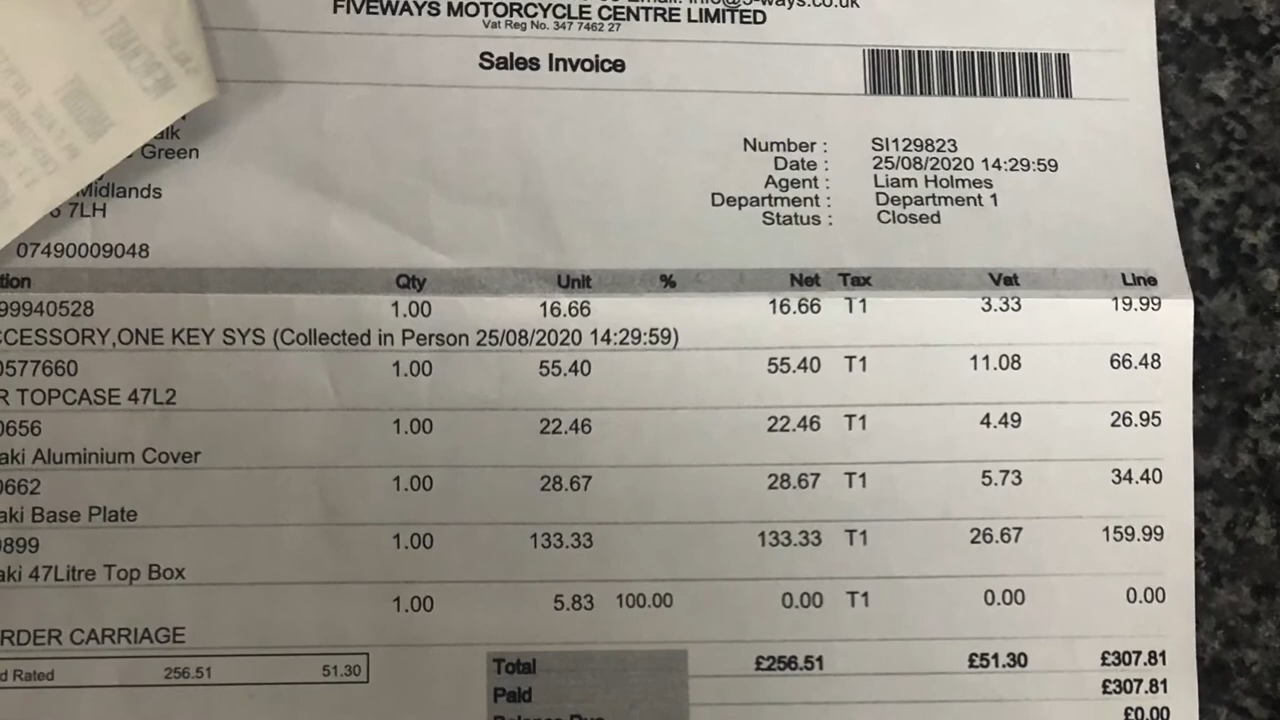 FIVEWAYS MOTORCYCLE CENTRE LIMITED
Vat Reg No. 347 7462 27
Sales Invoice
Green
Midlands
7LH
07490009048
Number : SI129823
Date : 25/08/2020 14:29:59
Agent : Liam Holmes
Department : Department 1
Status : Closed
tion Qty Unit % Net Tax Vat Line
99940528 1.00 16.66 16.66 T1 3.33 19.99
CCESSORY,ONE KEY SYS (Collected in Person 25/08/2020 14:29:59)
0577660 1.00 55.40 55.40 T1 11.08 66.48
R TOPCASE 47L2
0656 1.00 22.46 22.46 T1 4.49 26.95
aki Aluminium Cover
0662 1.00 28.67 28.67 T1 5.73 34.40
aki Base Plate
0899 1.00 133.33 133.33 T1 26.67 159.99
aki 47Litre Top Box
1.00 5.83 100.00 0.00 T1 0.00 0.00
RDER CARRIAGE
d Rated 256.51 51.30
Total £256.51 £51.30 £307.81
Paid £307.81
£0.00